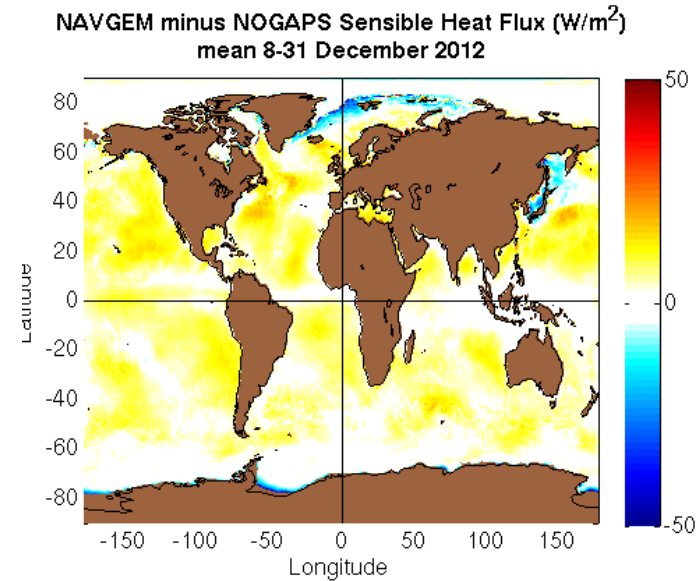 NAVGEM minus NOGAPS Sensible Heat Flux (W/m²)
mean 8-31 December 2012
50
80
60
40
20
0
-20
-40
-60
-80
Latitude
0
-50
-150 -100 -50 0 50 100 150
Longitude